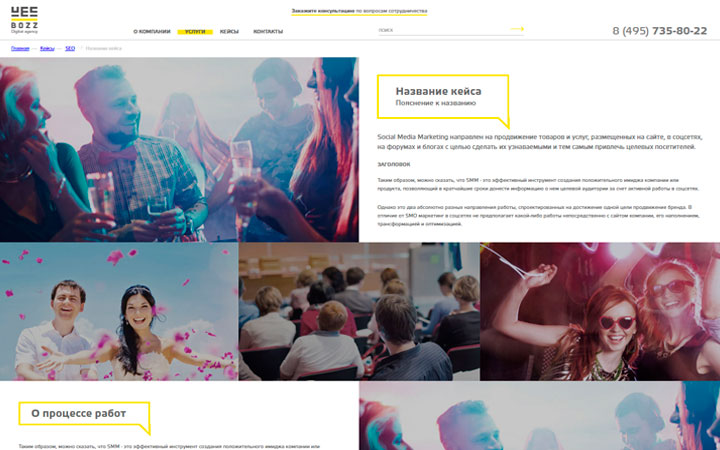 YES
BOZZ
Digital agency
Закажите консультацию по вопросам сотрудничества
О КОМПАНИИ УСЛУГИ КЕЙСЫ КОНТАКТЫ
ПОИСК
8 (495) 735-80-22
Главная — Кейсы — SEO — Название кейса
Название кейса
Пояснение к названию
Social Media Marketing направлен на продвижение товаров и услуг, размещенных на сайте, в соцсетях,
на форумах и блогах с целью сделать их узнаваемыми и тем самым привлечь целевых посетителей.
ЗАГОЛОВОК
Таким образом, можно сказать, что SMM - это эффективный инструмент создания положительного имиджа компании или
продукта, позволяющий в кратчайшие сроки донести информацию о нем целевой аудитории за счет активной работы в соцсетях.
Однако это два абсолютно разных направления работы, спроектированных на достижение одной цели продвижение бренда. В
отличие от SMO маркетинг в соцсетях не предполагает какой-либо работы непосредственно с сайтом компании, его наполнением,
трансформацией и оптимизацией.
О процессе работ
Таким образом, можно сказать, что SMM - это эффективный инструмент создания положительного имиджа компании или